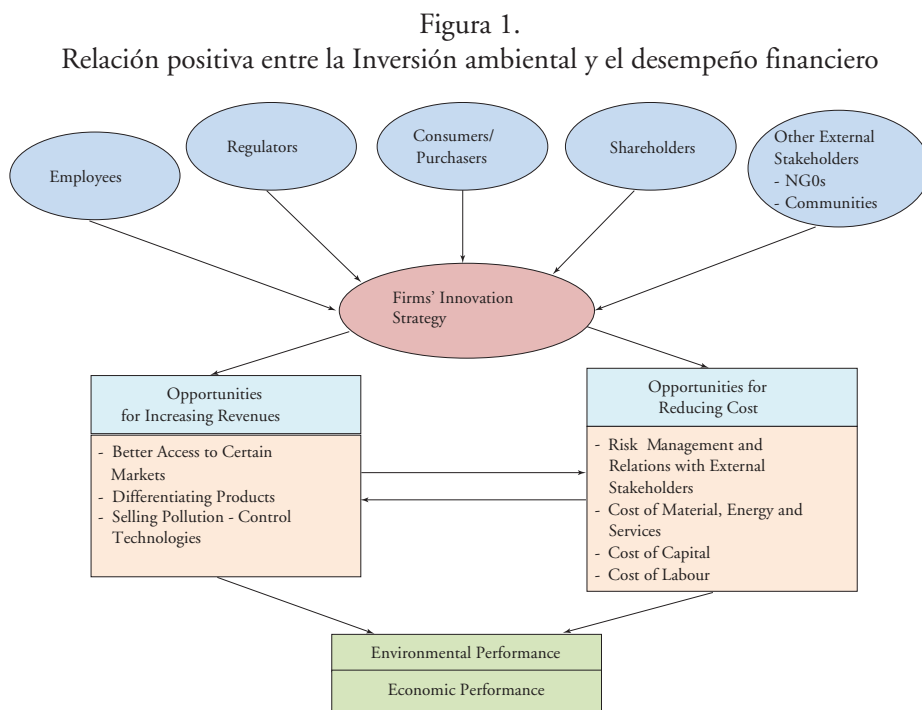 Figura 1.
Relación positiva entre la Inversión ambiental y el desempeño financiero
Employees
Regulators
Consumers/
Purchasers
Shareholders
Other External
Stakeholders
- NG0s
- Communities
Firms' Innovation
Strategy
Opportunities
for Increasing Revenues
- Better Access to Certain
Markets
- Differentiating Products
- Selling Pollution - Control
Technologies
Opportunities for
Reducing Cost
- Risk Management and
Relations with External
Stakeholders
- Cost of Material, Energy and
Services
- Cost of Capital
- Cost of Labour
Environmental Performance
Economic Performance